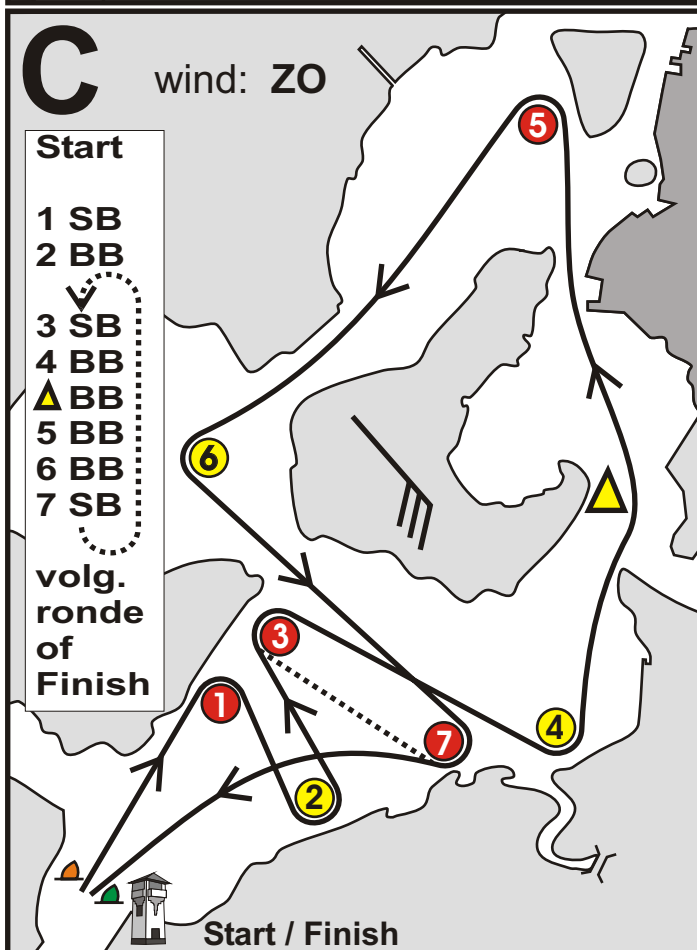 C
wind: ZO
Start
1 SB
2 BB
3 SB
4 BB
BB
5 BB
6 BB
7 SB
volg.
ronde
of
Finish
5
6
3
1
7
4
2
Start / Finish